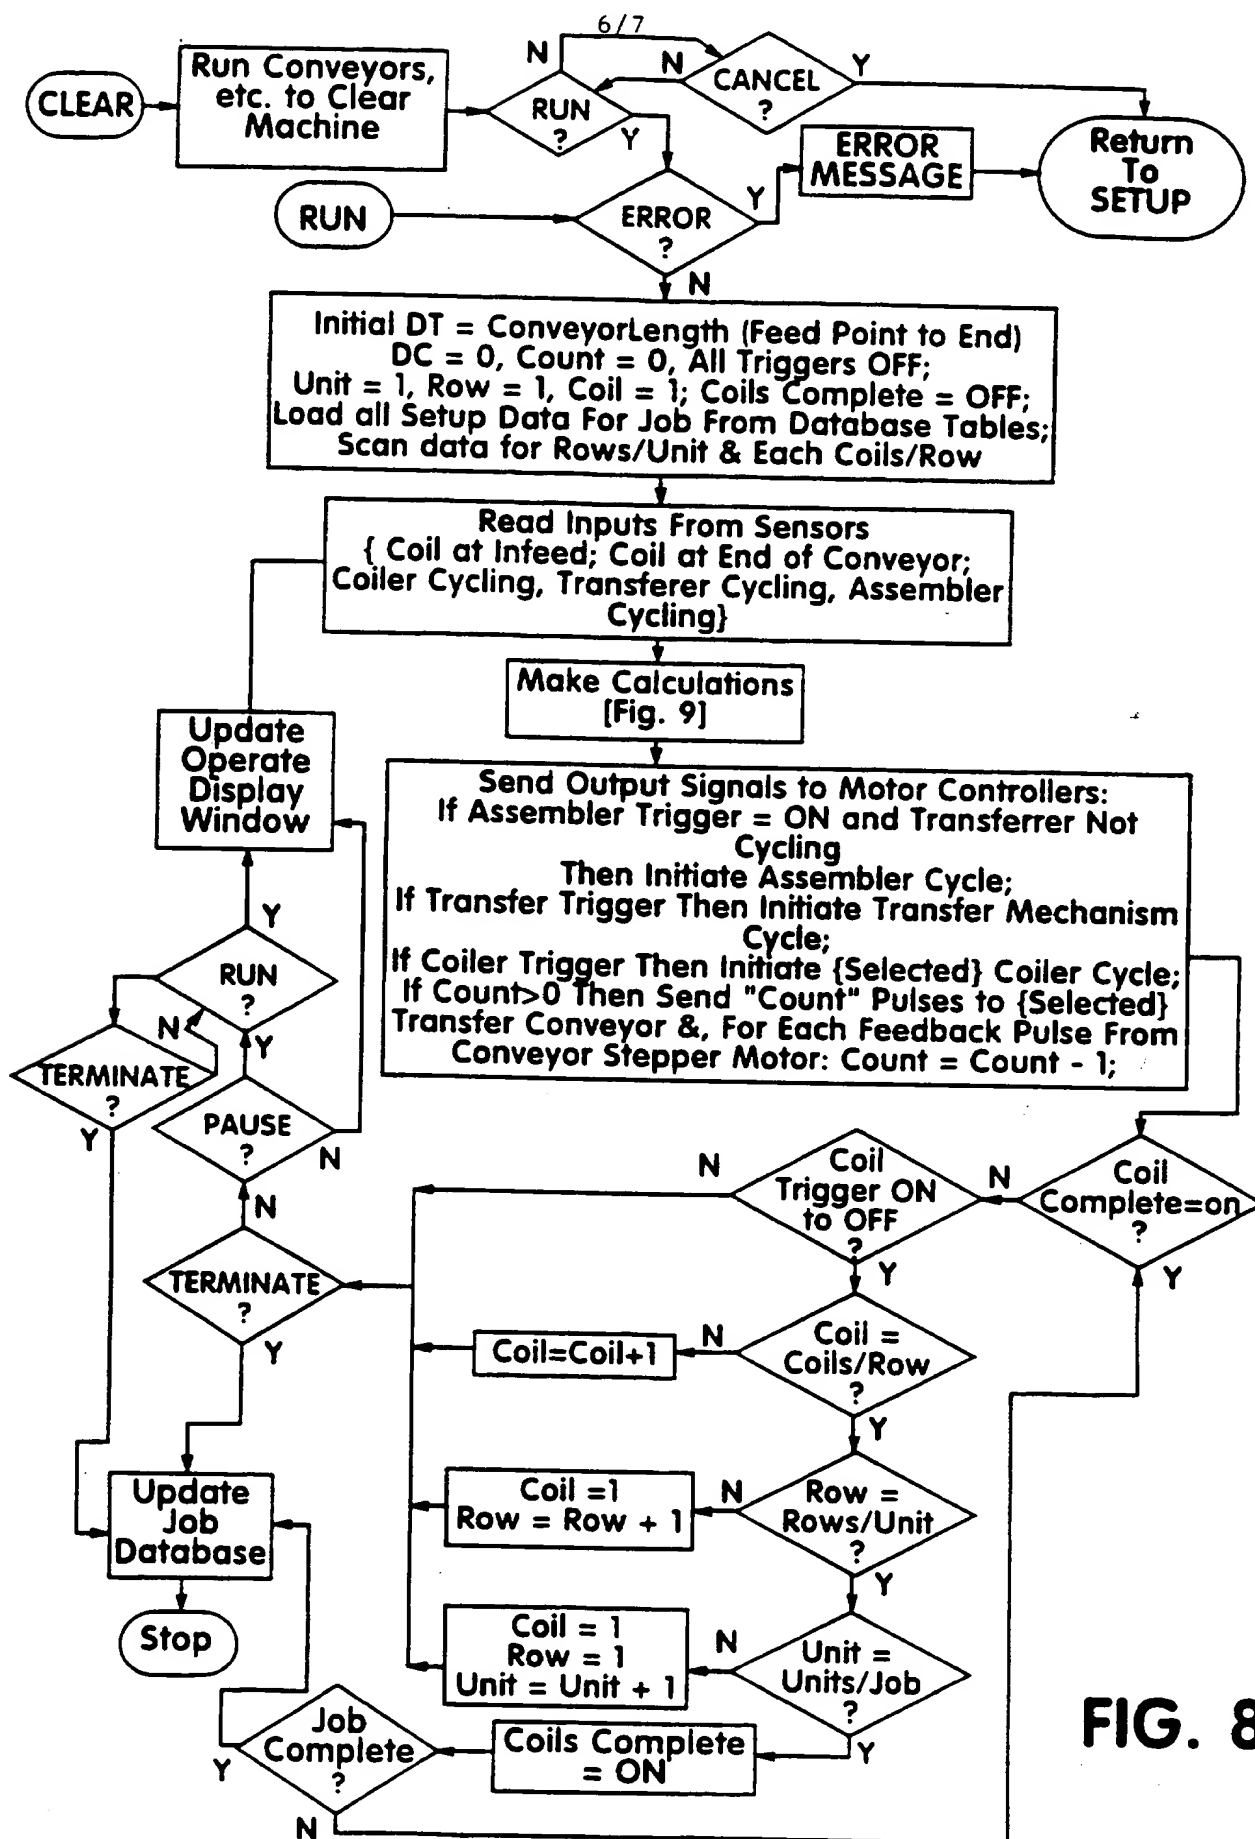 6/7
CLEAR
Run Conveyors,
etc. to Clear
Machine
N
RUN
?
Y
N
CANCEL
?
Y
ERROR
MESSAGE
Return
To
SETUP
RUN
ERROR
?
Y
N
Initial DT = ConveyorLength (Feed Point to End)
DC = 0, Count = 0, All Triggers OFF;
Unit = 1, Row = 1, Coil = 1; Coils Complete = OFF;
Load all Setup Data For Job From Database Tables;
Scan data for Rows/Unit & Each Coils/Row
Read Inputs From Sensors
{ Coil at Infeed; Coil at End of Conveyor;
Coiler Cycling, Transferer Cycling, Assembler
Cycling}
Make Calculations
[Fig. 9]
Update
Operate
Display
Window
Send Output Signals to Motor Controllers:
If Assembler Trigger = ON and Transferrer Not
Cycling
Then Initiate Assembler Cycle;
If Transfer Trigger Then Initiate Transfer Mechanism
Cycle;
If Coiler Trigger Then Initiate {Selected} Coiler Cycle;
If Count>0 Then Send "Count" Pulses to {Selected}
Transfer Conveyor &, For Each Feedback Pulse From
Conveyor Stepper Motor: Count = Count - 1;
Y
RUN
?
N
Y
TERMINATE
?
Y
PAUSE
?
N
N
TERMINATE
?
Y
Coil
Complete=on
?
N
Y
Coil
Trigger ON
to OFF
?
N
Y
Coil =
Coils/Row
?
N
Y
Coil=Coil+1
Row =
Rows/Unit
?
N
Y
Coil =1
Row = Row + 1
Unit =
Units/Job
?
N
Y
Coil = 1
Row = 1
Unit = Unit + 1
Update
Job
Database
Stop
Job
Complete
?
Y
N
Coils Complete
= ON
FIG. 8